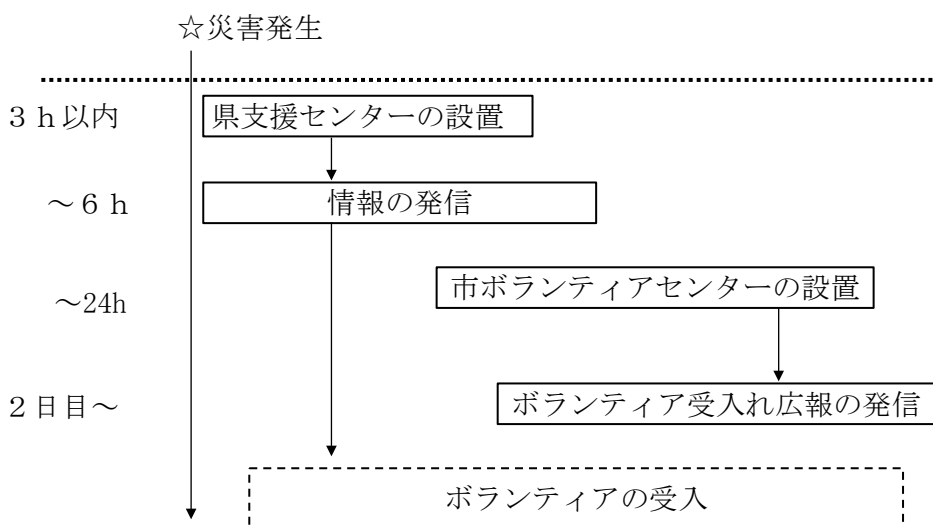 ☆災害発生
３ｈ以内
県支援センターの設置
～６ｈ
情報の発信
～24h
市ボランティアセンターの設置
２日目～
ボランティア受入れ広報の発信
ボランティアの受入